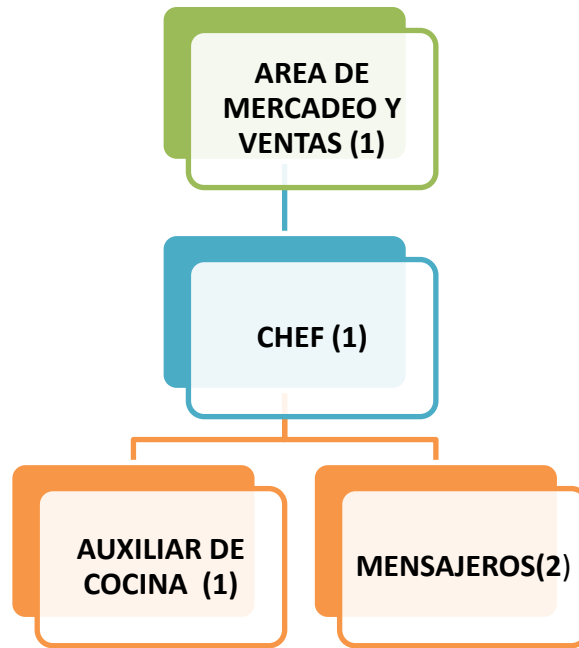 AREA DE
MERCADEO Y
VENTAS (1)
CHEF (1)
AUXILIAR DE
COCINA  (1)
MENSAJEROS(2)